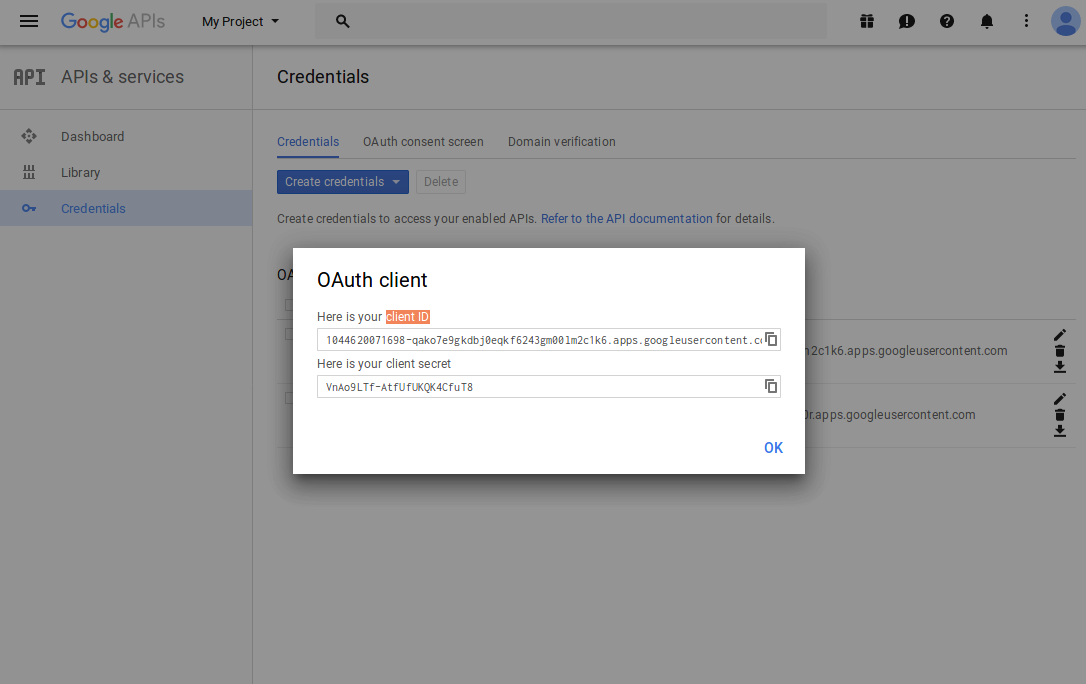 Google APIs My Project
API APIs & services Credentials
Dashboard
Library
Credentials
Credentials OAuth consent screen Domain verification
Create credentials Delete
Create credentials to access your enabled APIs. Refer to the API documentation for details.
OA
OAuth client
Here is your client ID
1044620071698-qako7e9gkdbj0eqkf6243gm001m2c1k6.apps.googleusercontent.co
Here is your client secret
VnAo9LTf-AtfUfUKQK4CfuT8
OK
m2c1k6.apps.googleusercontent.com
0r.apps.googleusercontent.com